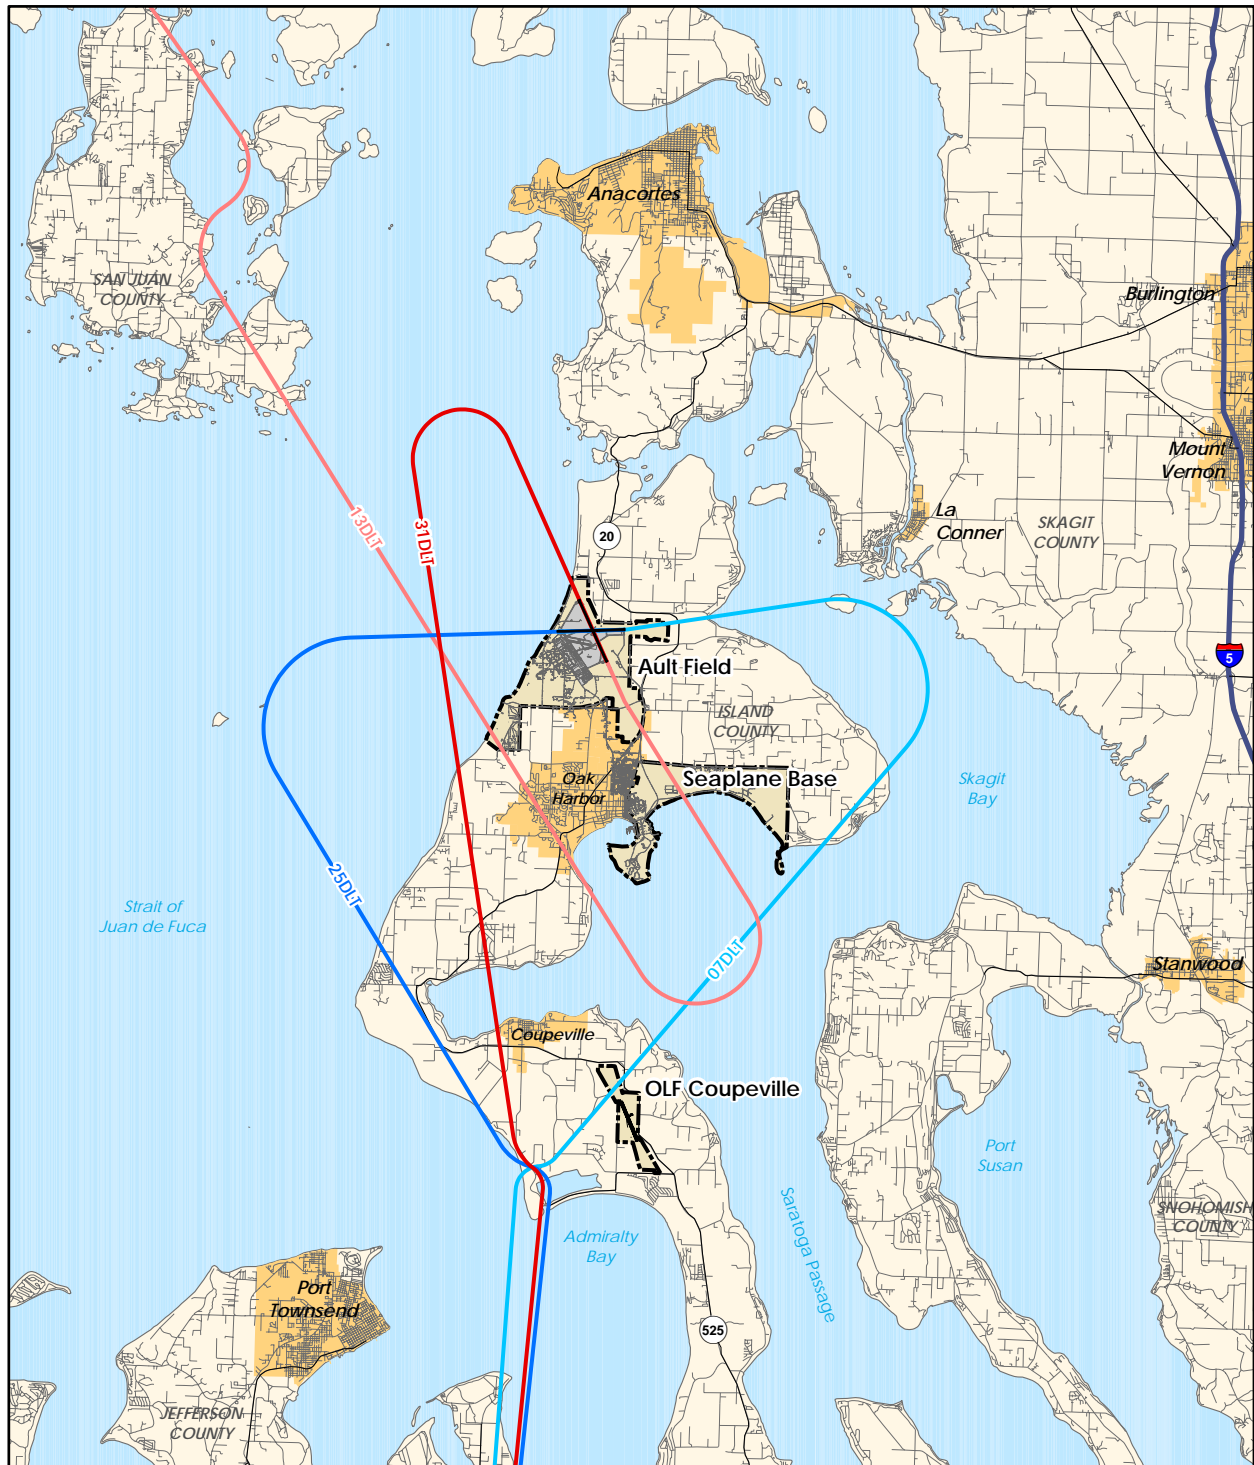 Anacortes
SAN JUAN
COUNTY
Burlington
Mount
Vernon
13DLT
31DLT
20
La
Conner
SKAGIT
COUNTY
5
Ault Field
ISLAND
COUNTY
Seaplane Base
Oak
Harbor
Skagit
Bay
25DLT
Strait of
Juan de Fuca
07DLT
Stanwood
Coupeville
OLF Coupeville
Port
Susan
Saratoga Passage
SNOHOMISH
COUNTY
Admiralty
Bay
Port
Townsend
525
JEFFERSON
COUNTY